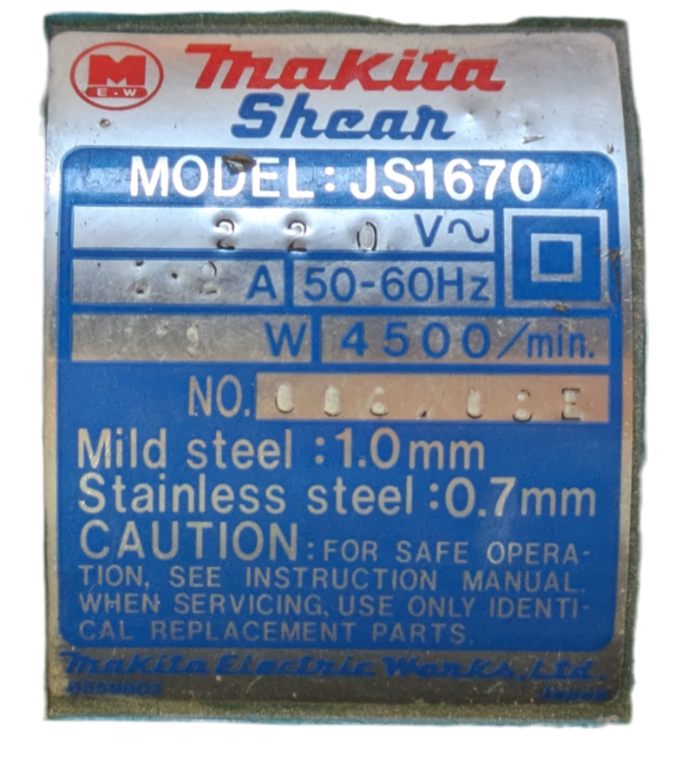 M
E.W
Makita
Shear
MODEL: JS1670
220 V~
A 50-60Hz
W 4500/min.
NO.
Mild steel :1.0mm
Stainless steel :0.7mm
CAUTION: FOR SAFE OPERA-
TION, SEE INSTRUCTION MANUAL.
WHEN SERVICING, USE ONLY IDENTI-
CAL REPLACEMENT PARTS.
Makita Electric Works, Ltd.
Japan